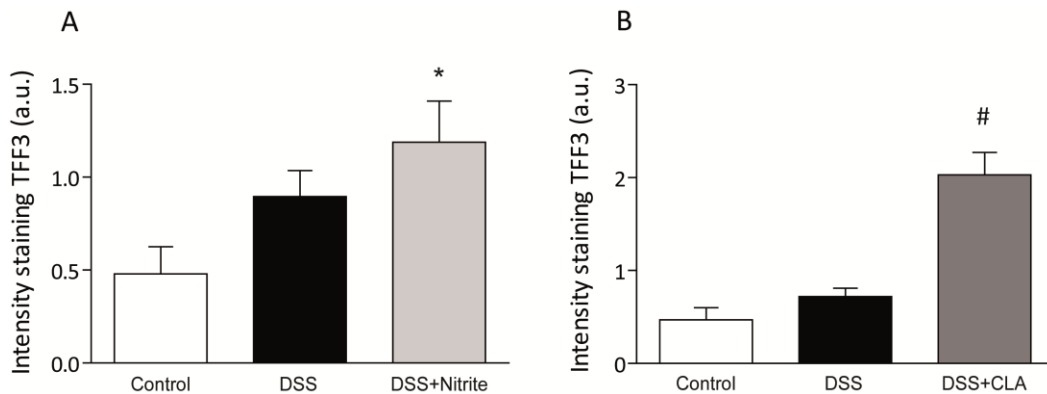 A
Intensity staining TFF3 (a.u.)
1.5
1.0
0.5
0.0
*
Control DSS DSS+Nitrite
B
Intensity staining TFF3 (a.u.)
3
2
1
0
#
Control DSS DSS+CLA